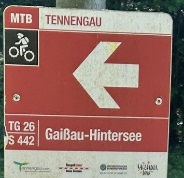 MTB TENNENGAU
TG 26
S 442
Gaißau-Hintersee